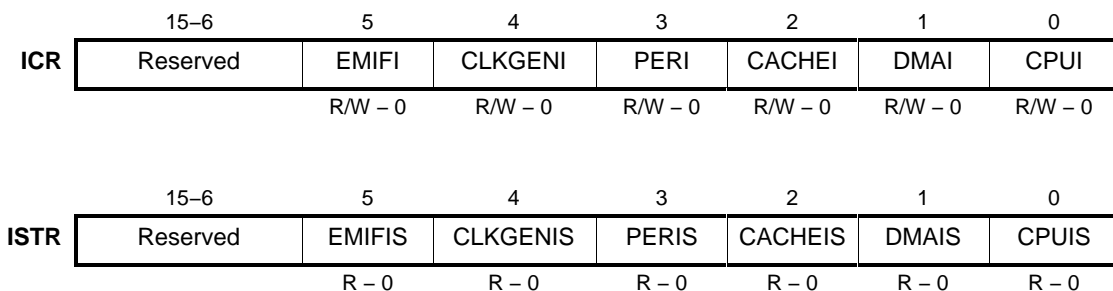 15–6 5 4 3 2 1 0
ICR Reserved EMIFI CLKGENI PERI CACHEI DMAI CPUI
R/W – 0 R/W – 0 R/W – 0 R/W – 0 R/W – 0 R/W – 0
15–6 5 4 3 2 1 0
ISTR Reserved EMIFIS CLKGENIS PERIS CACHEIS DMAIS CPUIS
R – 0 R – 0 R – 0 R – 0 R – 0 R – 0